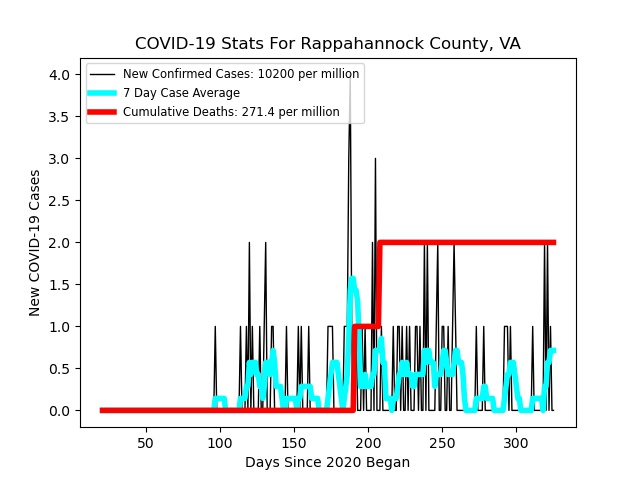 COVID-19 Stats For Rappahannock County, VA
New Confirmed Cases: 10200 per million
7 Day Case Average
Cumulative Deaths: 271.4 per million
New COVID-19 Cases
4.0
3.5
3.0
2.5
2.0
1.5
1.0
0.5
0.0
50 100 150 200 250 300
Days Since 2020 Began